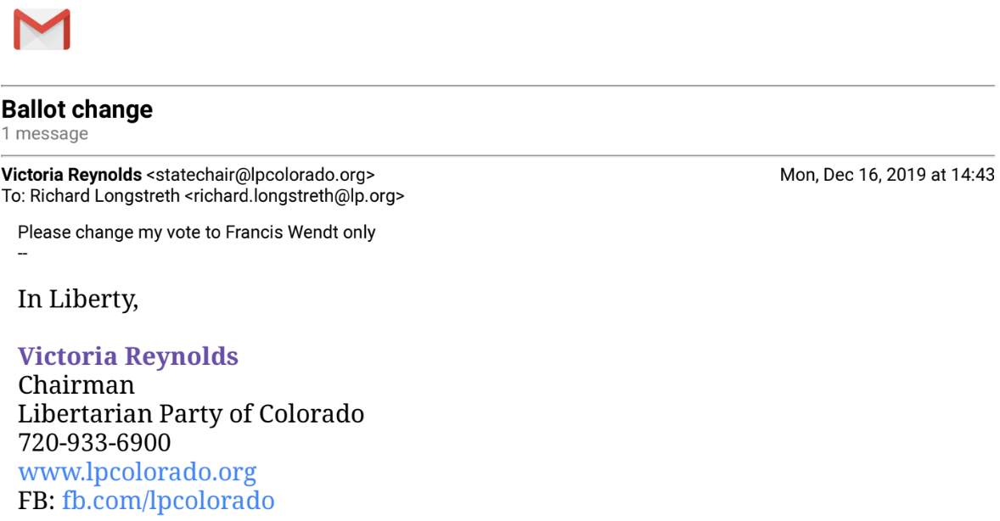 Ballot change
1 message
Victoria Reynolds <statechair@lpcolorado.org> Mon, Dec 16, 2019 at 14:43
To: Richard Longstreth <richard.longstreth@lp.org>
Please change my vote to Francis Wendt only
--
In Liberty,
Victoria Reynolds
Chairman
Libertarian Party of Colorado
720-933-6900
www.lpcolorado.org
FB: fb.com/lpcolorado